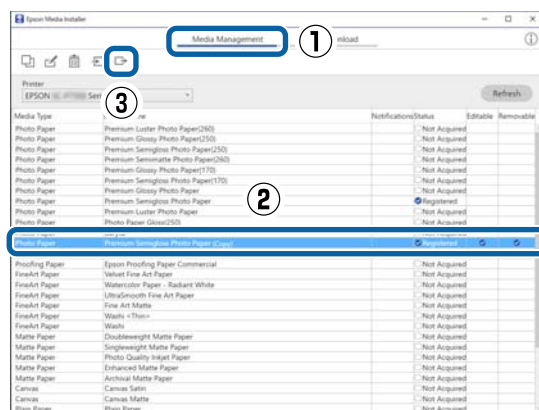 Epson Media Installer
Media Management
①
nload
③
Printer
EPSON
Seri
Refresh
Media Type
Notifications Status Editable Removable
Photo Paper Premium Luster Photo Paper(260) Not Acquired
Photo Paper Premium Glossy Photo Paper(250) Not Acquired
Photo Paper Premium Semigloss Photo Paper(250) Not Acquired
Photo Paper Premium Semimatte Photo Paper(260) Not Acquired
Photo Paper Premium Glossy Photo Paper(170) Not Acquired
Photo Paper Premium Semigloss Photo Paper(170) Not Acquired
Photo Paper Premium Glossy Photo Paper Not Acquired
Photo Paper Premium Semigloss Photo Paper Registered
②
Photo Paper Premium Luster Photo Paper Not Acquired
Photo Paper Photo Paper Gloss(250) Not Acquired
Photo Paper Premium Semigloss Photo Paper (Copy) Registered
Proofing Paper Epson Proofing Paper Commercial Not Acquired
FineArt Paper Velvet Fine Art Paper Not Acquired
FineArt Paper Watercolor Paper - Radiant White Not Acquired
FineArt Paper UltraSmooth Fine Art Paper Not Acquired
FineArt Paper Fine Art Matte Not Acquired
FineArt Paper Washi <Thin> Not Acquired
FineArt Paper Washi Not Acquired
Matte Paper Doubleweight Matte Paper Not Acquired
Matte Paper Singleweight Matte Paper Not Acquired
Matte Paper Photo Quality Inkjet Paper Not Acquired
Matte Paper Enhanced Matte Paper Not Acquired
Matte Paper Archival Matte Paper Not Acquired
Canvas Canvas Satin Not Acquired
Canvas Canvas Matte Not Acquired
Plain Paper Plain Paper Not Acquired